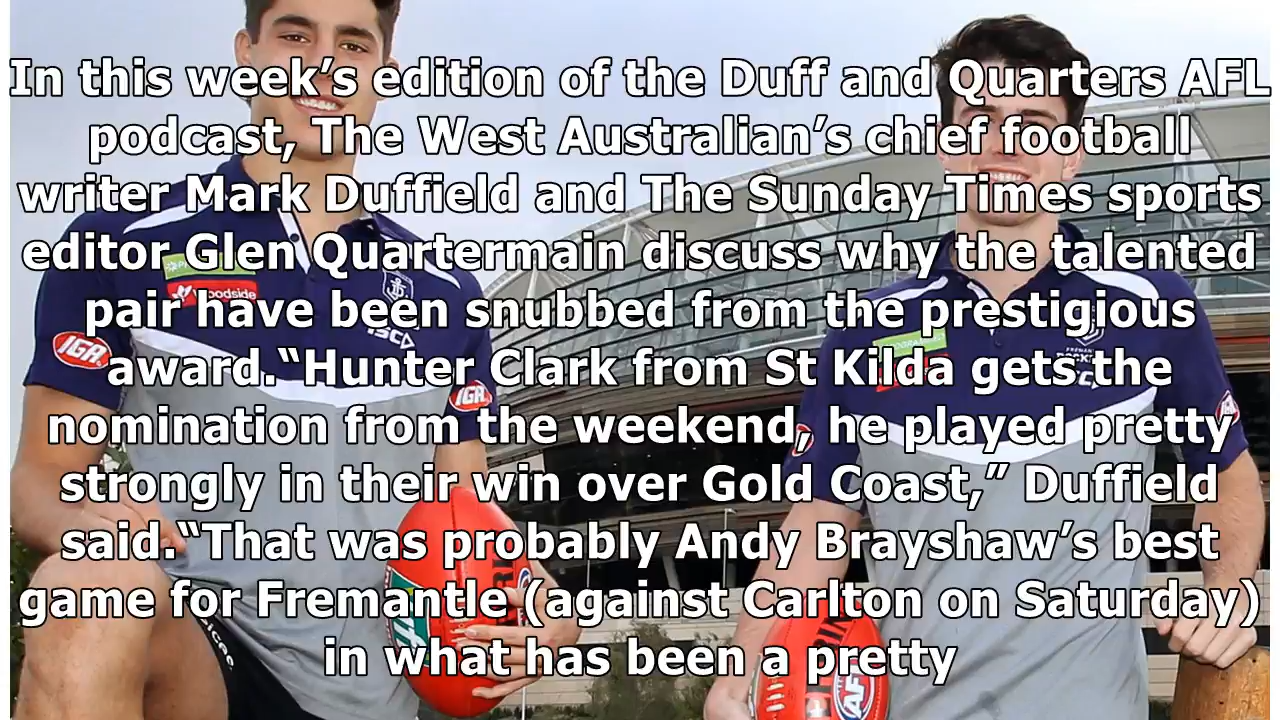 In this week’s edition of the Duff and Quarters AFL
podcast, The West Australian’s chief football
writer Mark Duffield and The Sunday Times sports
editor Glen Quartermain discuss why the talented
pair have been snubbed from the prestigious
award.“Hunter Clark from St Kilda gets the
nomination from the weekend, he played pretty
strongly in their win over Gold Coast,” Duffield
said.“That was probably Andy Brayshaw’s best
game for Fremantle (against Carlton on Saturday)
in what has been a pretty
Woodside
IGA
IGA
AFL